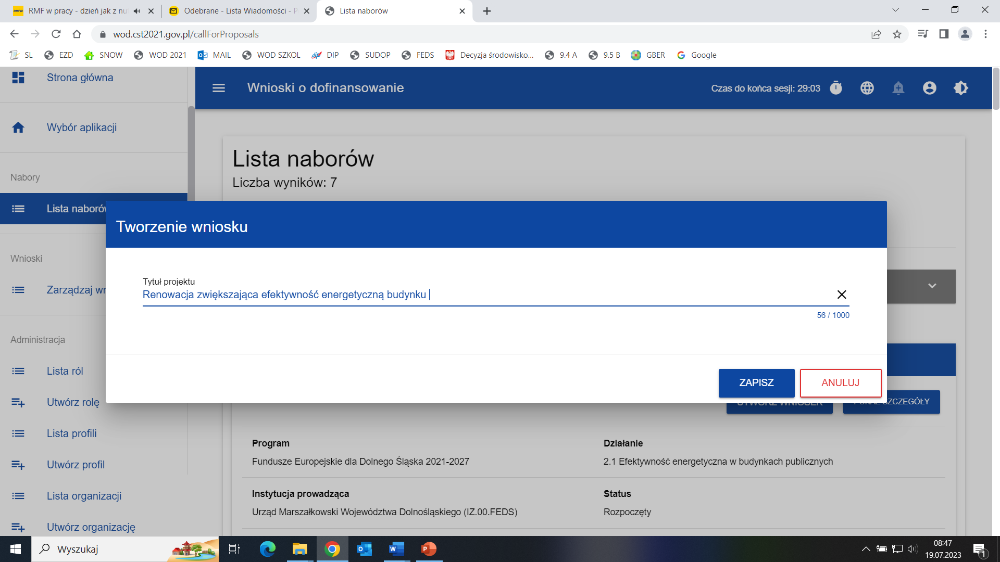 RMF w pracy - dzień jak z nu
Odebrane - Lista Wiadomości - P
Lista naborów
wod.cst2021.gov.pl/callForProposals
SL
EZD
SNOW
WOD 2021
MAIL
WOD SZKOL
DIP
SUDOP
FEDS
Decyzja środowisko...
9.4 A
9.5 B
GBER
Google
Strona główna
Wnioski o dofinansowanie
Czas do końca sesji: 29:03
Wybór aplikacji
Lista naborów
Liczba wyników: 7
Nabory
Lista naborów
Tworzenie wniosku
Wnioski
Tytuł projektu
Renowacja zwiększająca efektywność energetyczną budynku
Zarządzaj wn
56 / 1000
Administracja
Lista ról
ZAPISZ
ANULUJ
Utwórz rolę
UTWÓRZ WNIOSEK
POKAŻ SZCZEGÓŁY
Lista profili
Program
Działanie
Fundusze Europejskie dla Dolnego Śląska 2021-2027
2.1 Efektywność energetyczna w budynkach publicznych
Utwórz profil
Instytucja prowadząca
Status
Lista organizacji
Urząd Marszałkowski Województwa Dolnośląskiego (IZ.00.FEDS)
Rozpoczęty
Utwórz organizację
Wyszukaj
08:47
19.07.2023
1